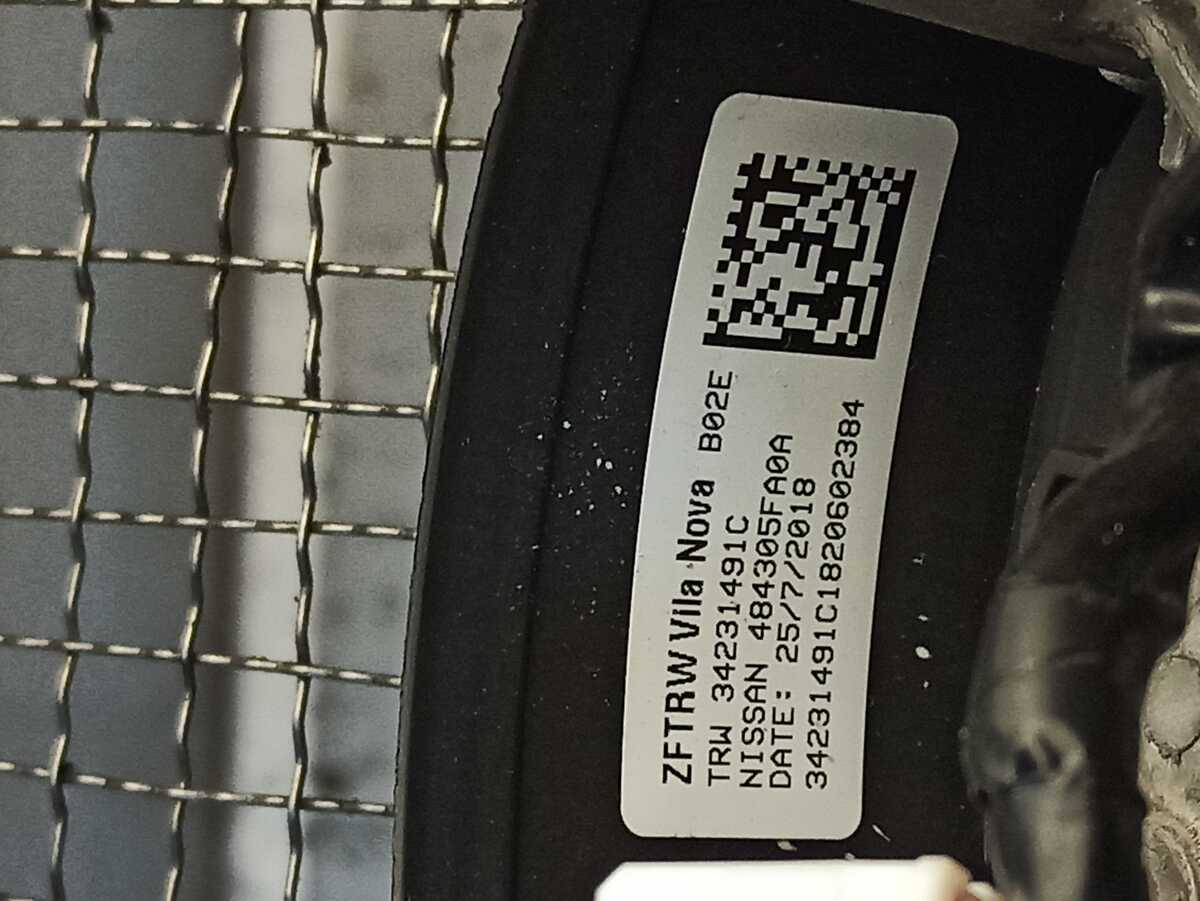 ZFTRW Vila Nova B02E
TRW 34231491C
NISSAN 484305FA0A
DATE: 25/7/2018
34231491C1820602384